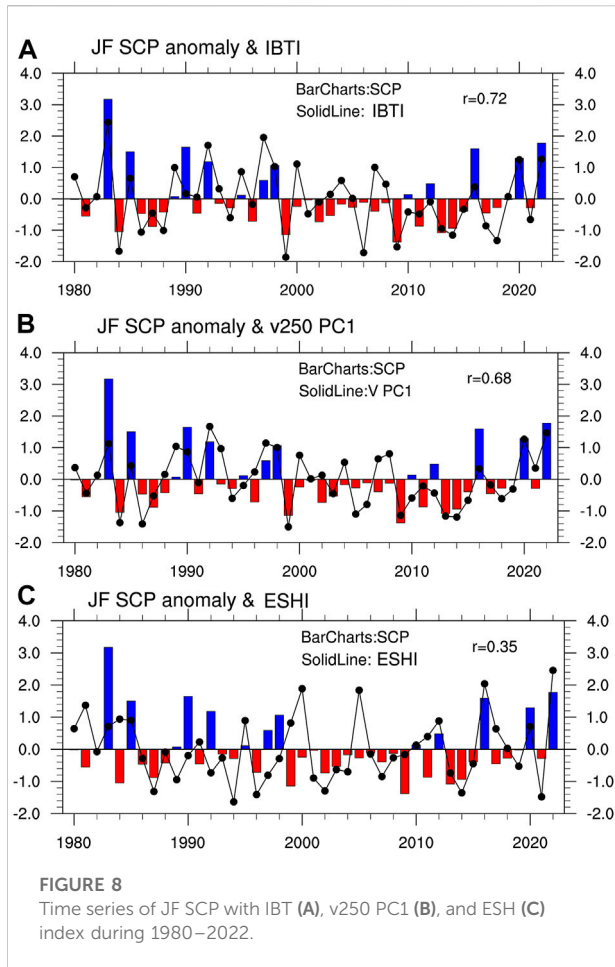 A
JF SCP anomaly & IBTI
4.0 4.0
BarCharts:SCP
r=0.72
3.0 3.0
SolidLine: IBTI
2.0 2.0
1.0 1.0
0.0 0.0
-1.0 -1.0
-2.0 -2.0
1980 1990 2000 2010 2020
B
JF SCP anomaly & v250 PC1
4.0 4.0
BarCharts:SCP
r=0.68
3.0 3.0
SolidLine:V PC1
2.0 2.0
1.0 1.0
0.0 0.0
-1.0 -1.0
-2.0 -2.0
1980 1990 2000 2010 2020
C
JF SCP anomaly & ESHI
4.0 4.0
BarCharts:SCP
r=0.35
3.0 3.0
SolidLine: ESHI
2.0 2.0
1.0 1.0
0.0 0.0
-1.0 -1.0
-2.0 -2.0
1980 1990 2000 2010 2020
FIGURE 8
Time series of JF SCP with IBT (A), v250 PC1 (B), and ESH (C)
index during 1980–2022.